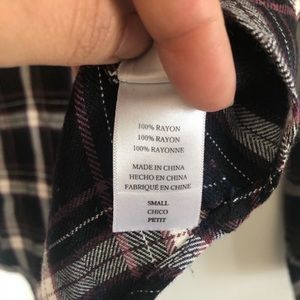 100% RAYON
100% RAYON
100% RAYONNE
MADE IN CHINA
HECHO EN CHINA
FABRIQUÉ EN CHINE
SMALL
CHICO
PETIT